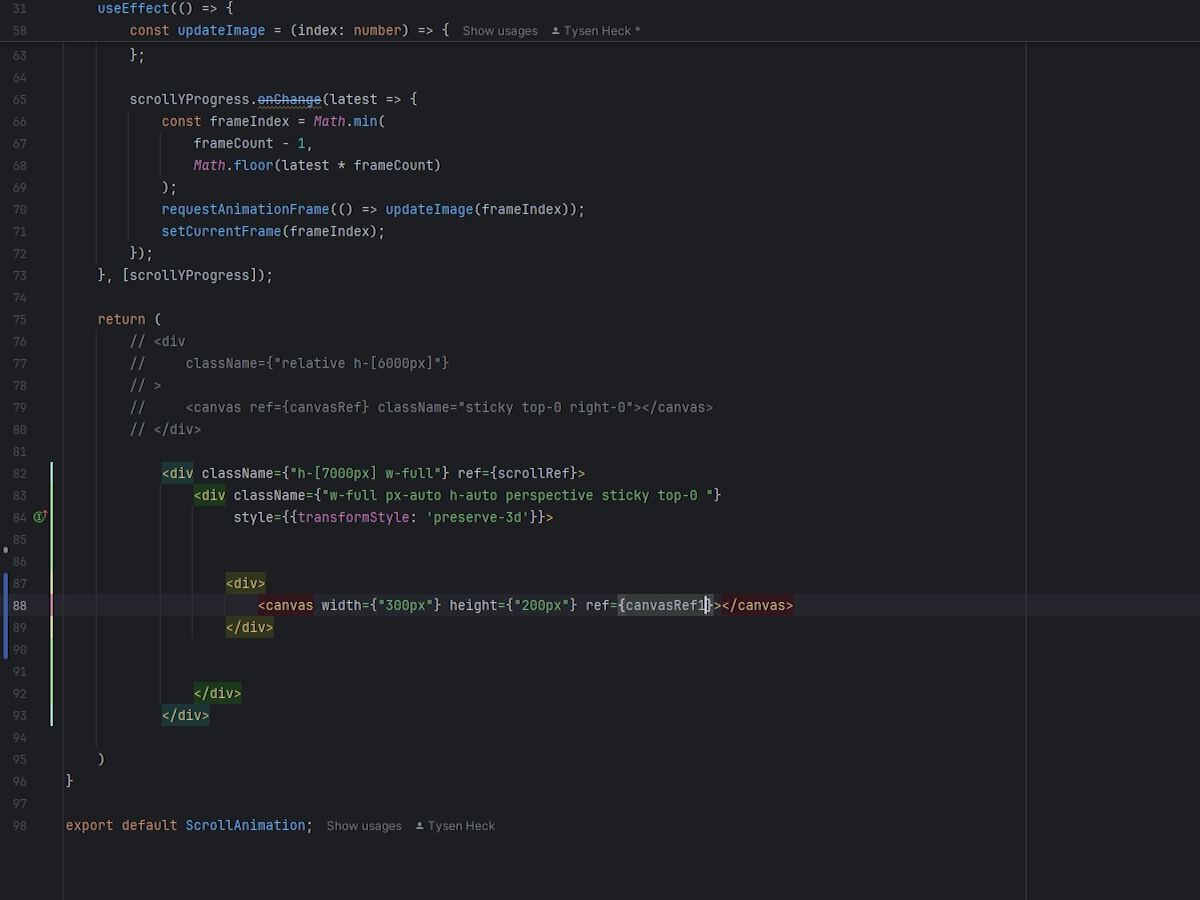 31 useEffect(() => {
58 const updateImage = (index: number) => { Show usages Tysen Heck *
63 };
64
65 scrollYProgress.onChange(latest => {
66 const frameIndex = Math.min(
67 frameCount - 1,
68 Math.floor(latest * frameCount)
69 );
70 requestAnimationFrame(() => updateImage(frameIndex));
71 setCurrentFrame(frameIndex);
72 });
73 }, [scrollYProgress]);
74
75 return (
76 // <div
77 // className={"relative h-[6000px]"}
78 // >
79 // <canvas ref={canvasRef} className="sticky top-0 right-0"></canvas>
80 // </div>
81
82 <div className={"h-[7000px] w-full"} ref={scrollRef}>
83 <div className={"w-full px-auto h-auto perspective sticky top-0 "}
84 style={{transformStyle: 'preserve-3d'}}>
85
86
87 <div>
88 <canvas width={"300px"} height={"200px"} ref={canvasRef1}></canvas>
89 </div>
90
91
92 </div>
93 </div>
94
95 )
96 }
97
98 export default ScrollAnimation; Show usages Tysen Heck